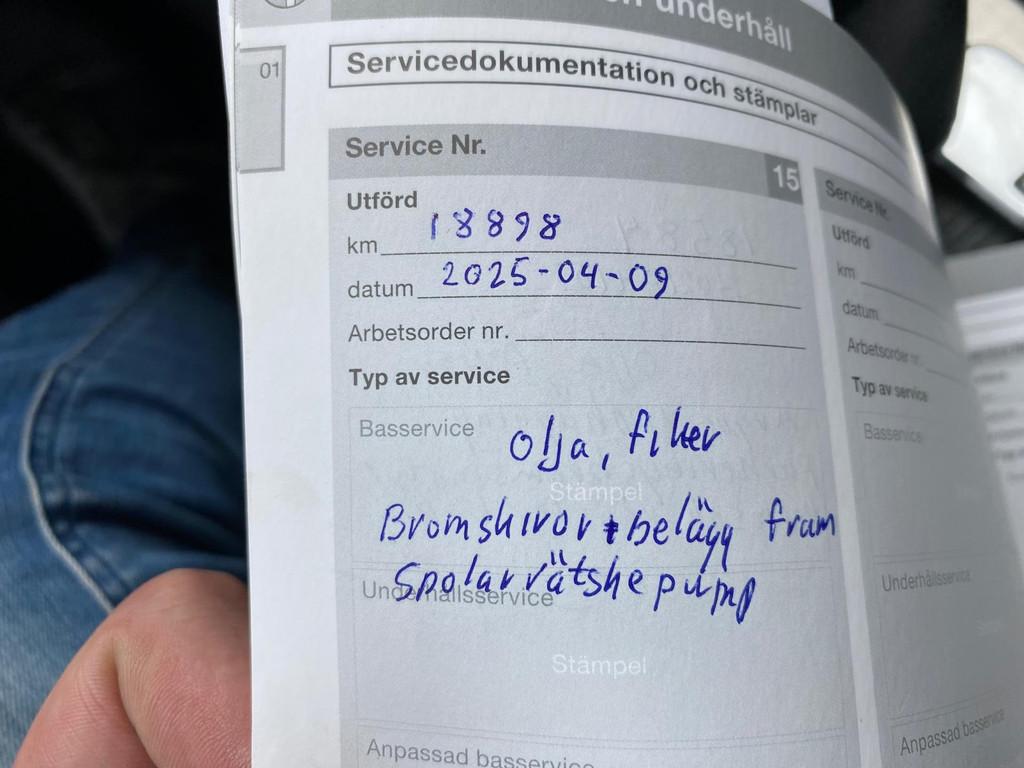 underhåll
Servicedokumentation och stämplar
01
Service Nr.
15
Utförd
km 18898
datum 2025-04-09
Arbetsorder nr.
Typ av service
Basservice
Olja, filter
Stämpel
Bromskivor + belägg fram
Spolarvätskepump
Underhållsservice
Stämpel
Anpassad basservice
Service Nr.
Utförd
km
datum
Arbetsorder nr.
Typ av service
Basservice
Underhållsservice
Anpassad basservice